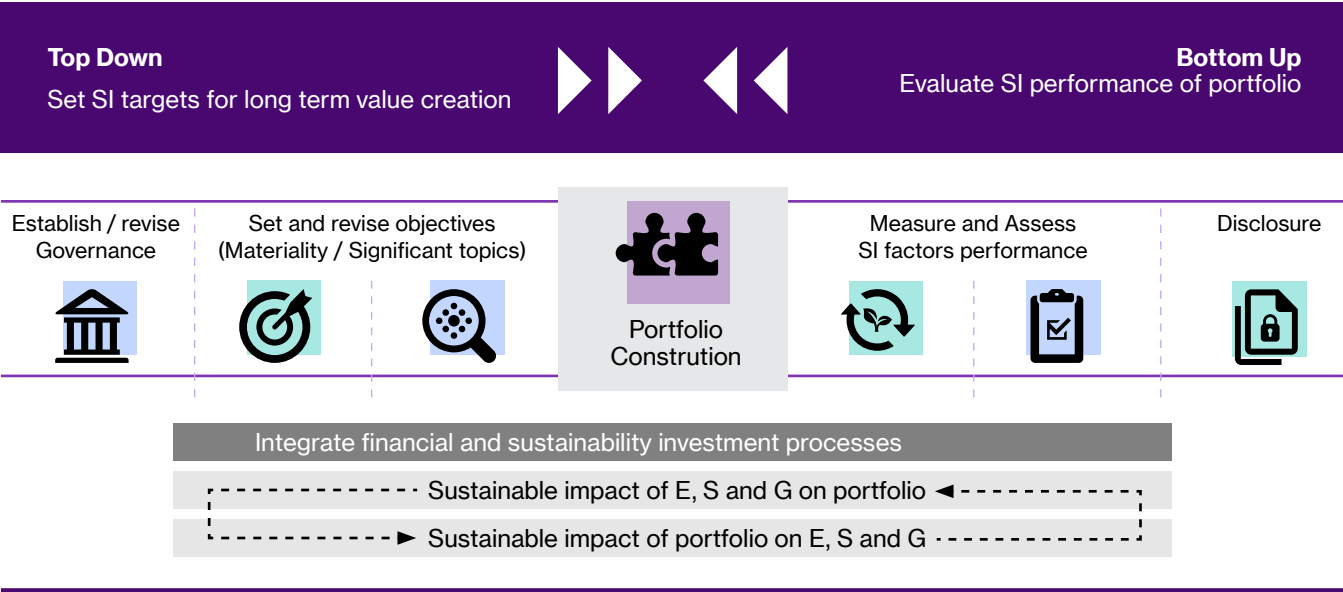 Top Down
Set SI targets for long term value creation
Bottom Up
Evaluate SI performance of portfolio
Establish / revise
Governance
Set and revise objectives
(Materiality / Significant topics)
Portfolio
Constrution
Measure and Assess
SI factors performance
Disclosure
Integrate financial and sustainability investment processes
Sustainable impact of E, S and G on portfolio
Sustainable impact of portfolio on E, S and G